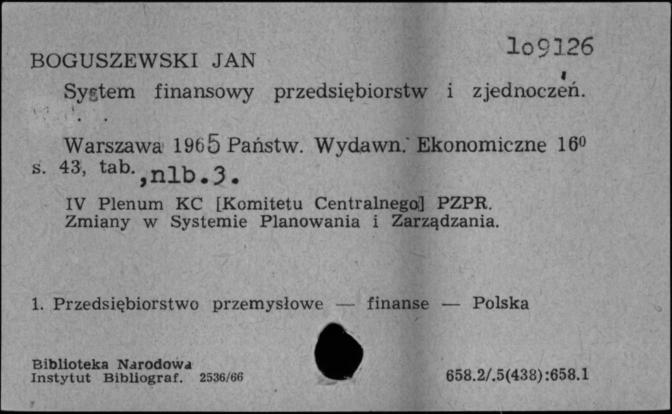 lo9126
BOGUSZEWSKI JAN
System finansowy przedsiębiorstw i zjednoczeń.
Warszawa 1965 Państw. Wydawn. Ekonomiczne 16⁰
s. 43, tab. ,nlb.3.
IV Plenum KC [Komitetu Centralnego] PZPR.
Zmiany w Systemie Planowania i Zarządzania.
1. Przedsiębiorstwo przemysłowe — finanse — Polska
Biblioteka Narodowa
Instytut Bibliograf. 2536/66
658.2/.5(438):658.1